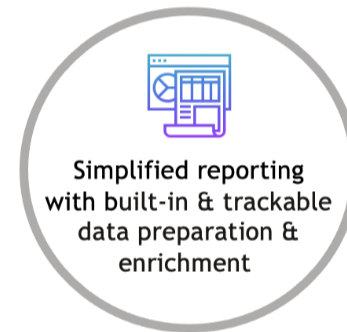 Simplified reporting
with built-in & trackable
data preparation &
enrichment